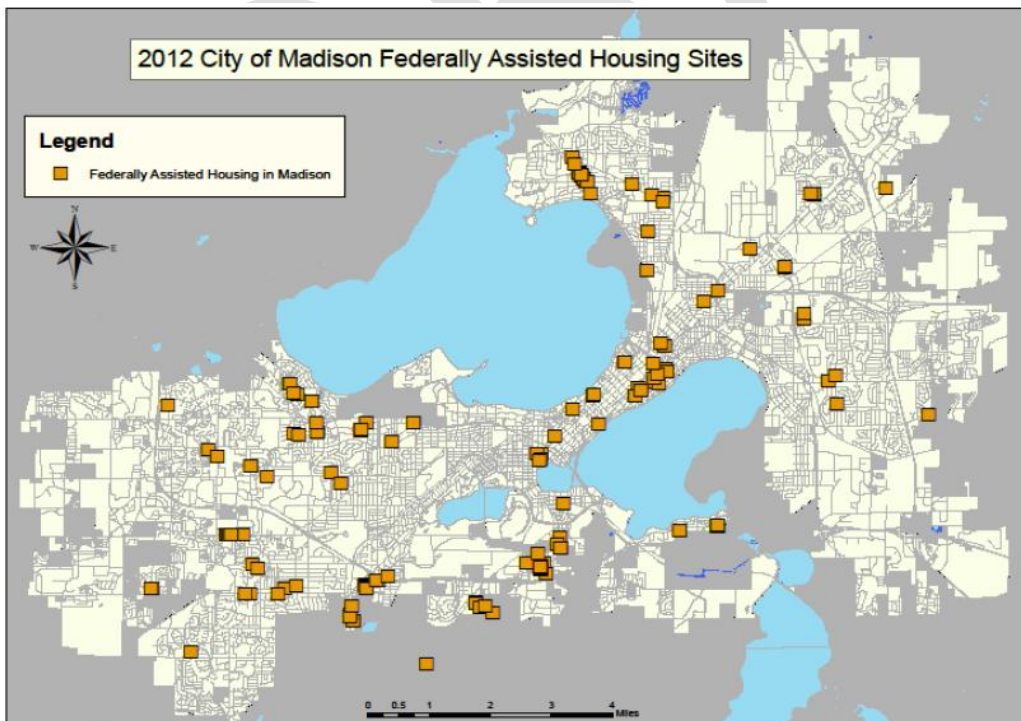 2012 City of Madison Federally Assisted Housing Sites
Legend
Federally Assisted Housing in Madison
N
W E
S
0 0.5 1 2 3 4
Miles